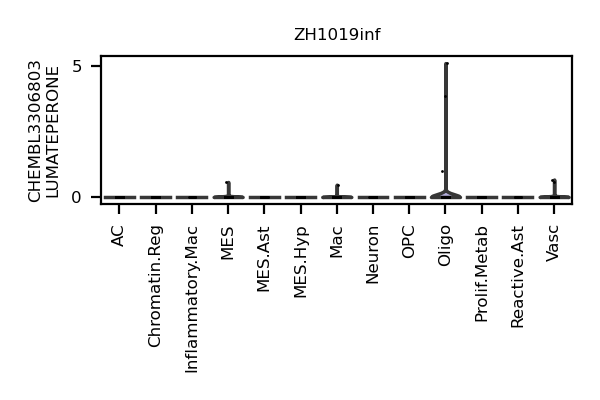 ZH1019inf
CHEMBL3306803
LUMATEPERONE
5
0
AC
Chromatin.Reg
Inflammatory.Mac
MES
MES.Ast
MES.Hyp
Mac
Neuron
OPC
Oligo
Prolif.Metab
Reactive.Ast
Vasc